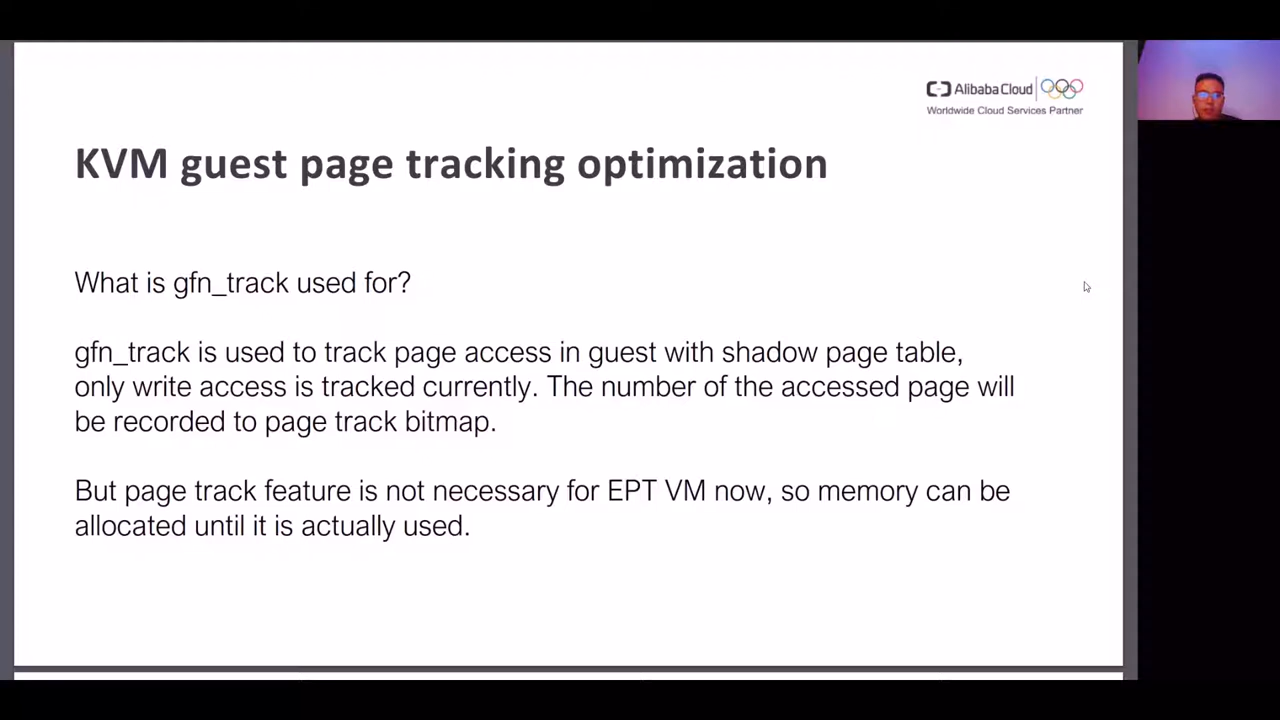 Alibaba Cloud
Worldwide Cloud Services Partner
KVM guest page tracking optimization
What is gfn_track used for?
gfn_track is used to track page access in guest with shadow page table,
only write access is tracked currently. The number of the accessed page will
be recorded to page track bitmap.
But page track feature is not necessary for EPT VM now, so memory can be
allocated until it is actually used.